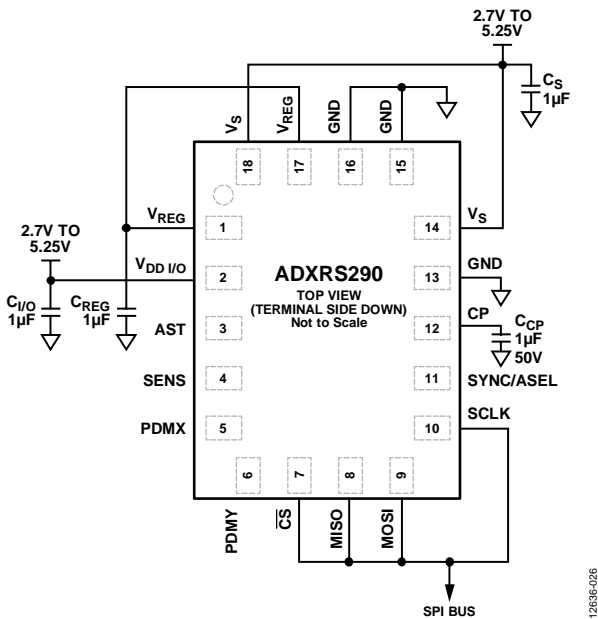 2.7V TO
5.25V
CS
1µF
VS
VREG
GND
GND
18
17
16
15
VREG
1
14
VS
2.7V TO
5.25V
VDD I/O
2
13
GND
ADXRS290
TOP VIEW
(TERMINAL SIDE DOWN)
Not to Scale
CI/O
1µF
CREG
1µF
AST
3
12
CP
CCP
1µF
50V
SENS
4
11
SYNC/ASEL
PDMX
5
10
SCLK
6
7
8
9
PDMY
CS
MISO
MOSI
SPI BUS
12636-026